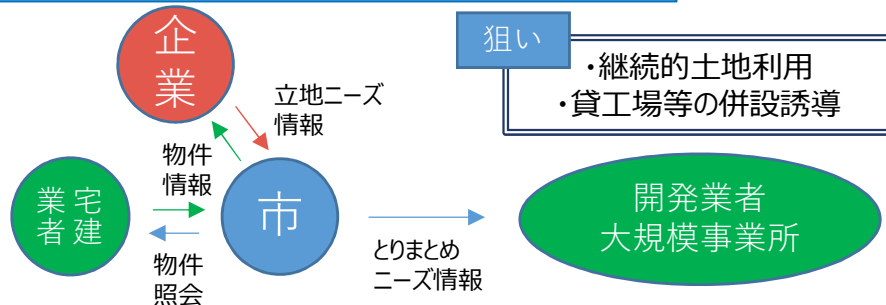 企
業
狙い
・継続的土地利用
・貸工場等の併設誘導
立地ニーズ
情報
物件
情報
宅建
業者
市
開発業者
大規模事業所
とりまとめ
ニーズ情報
物件
照会